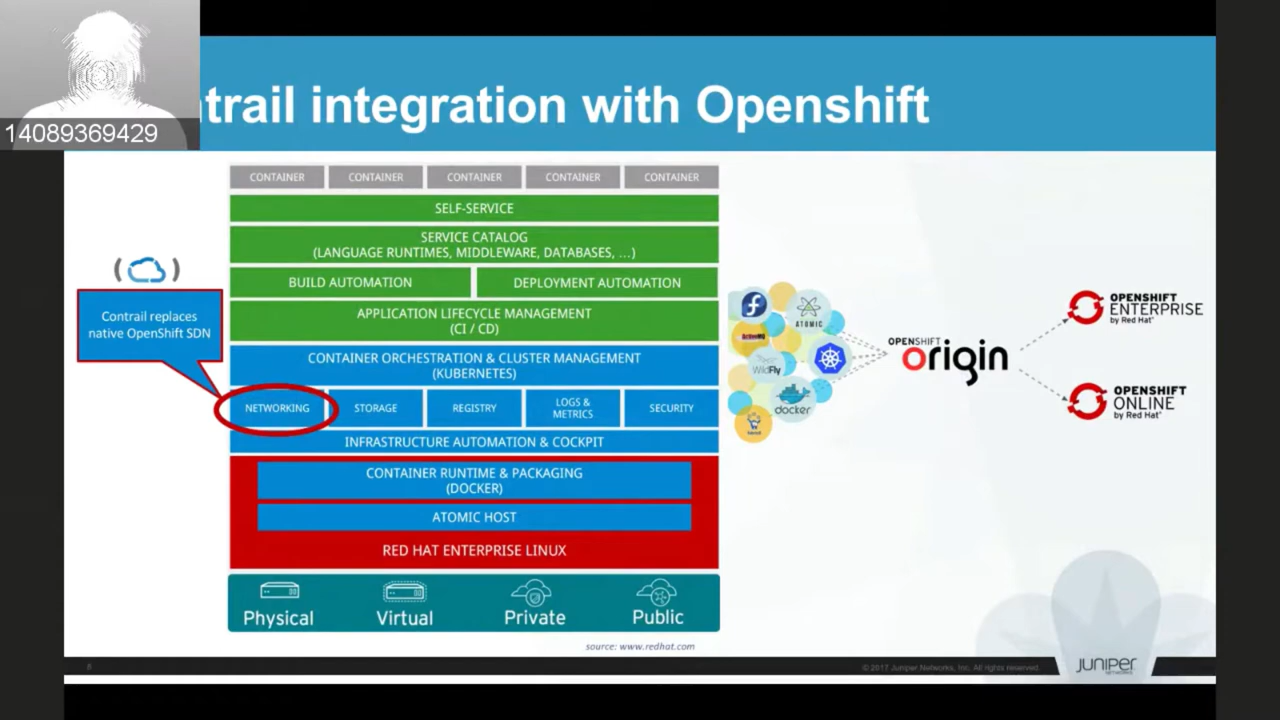 14089369429
trail integration with Openshift
CONTAINER CONTAINER CONTAINER CONTAINER CONTAINER
SELF-SERVICE
SERVICE CATALOG
(LANGUAGE RUNTIMES, MIDDLEWARE, DATABASES, ...)
BUILD AUTOMATION DEPLOYMENT AUTOMATION
APPLICATION LIFECYCLE MANAGEMENT
(CI / CD)
Contrail replaces
native OpenShift SDN
CONTAINER ORCHESTRATION & CLUSTER MANAGEMENT
(KUBERNETES)
NETWORKING STORAGE REGISTRY LOGS &
METRICS SECURITY
INFRASTRUCTURE AUTOMATION & COCKPIT
CONTAINER RUNTIME & PACKAGING
(DOCKER)
ATOMIC HOST
RED HAT ENTERPRISE LINUX
Physical Virtual Private Public
source: www.redhat.com
ATOMIC
WildFly
docker
OPENSHIFT
origin
OPENSHIFT
ENTERPRISE
by Red Hat
OPENSHIFT
ONLINE
by Red Hat
© 2017 Juniper Networks, Inc. All rights reserved.
JUNIPER
NETWORKS